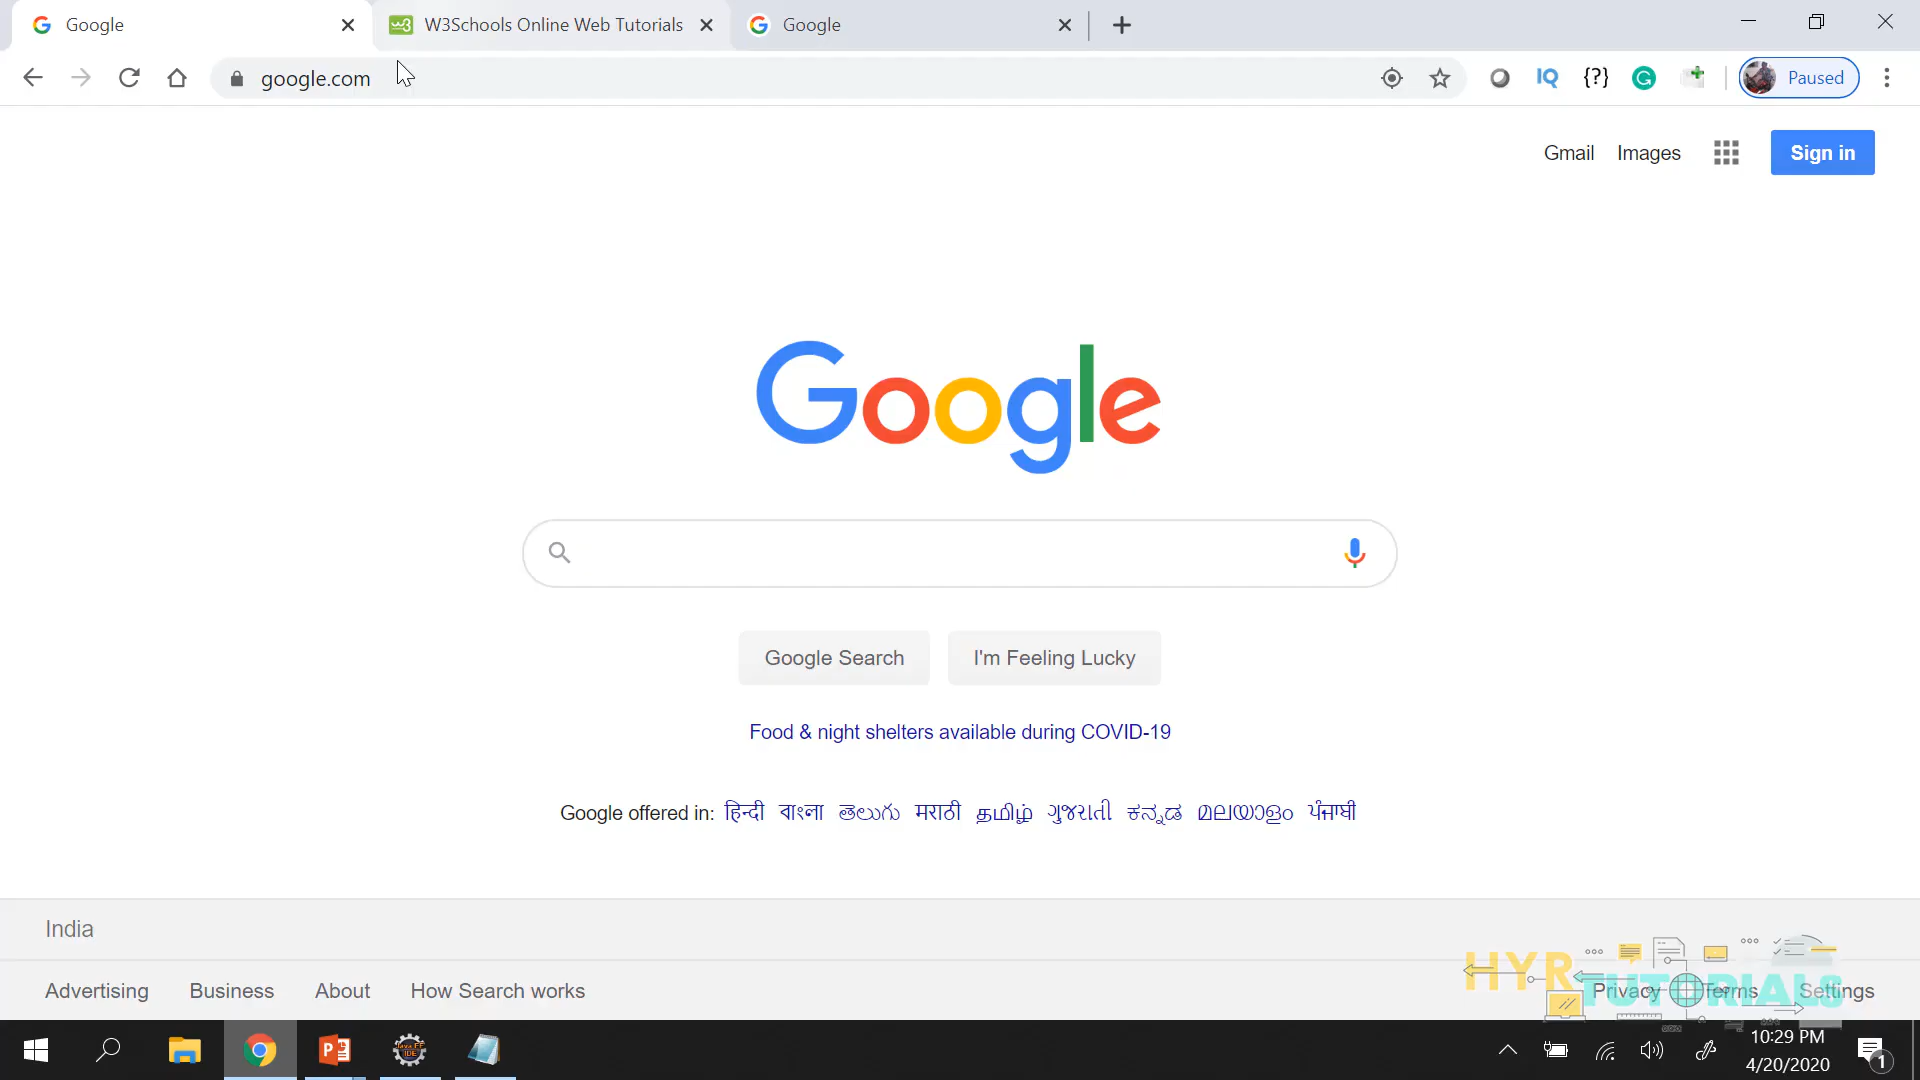 Google
W3Schools Online Web Tutorials
Google
google.com
IQ
{?}
G
Paused
Gmail
Images
Sign in
Google
Google Search
I'm Feeling Lucky
Food & night shelters available during COVID-19
Google offered in: हिन्दी বাংলা తెలుగు मराठी தமிழ் ગુજરાતી ಕನ್ನಡ മലയാളം ਪੰਜਾਬੀ
India
Advertising
Business
About
How Search works
Privacy
Terms
Settings
HYR
TUTORIALS
10:29 PM
4/20/2020
1